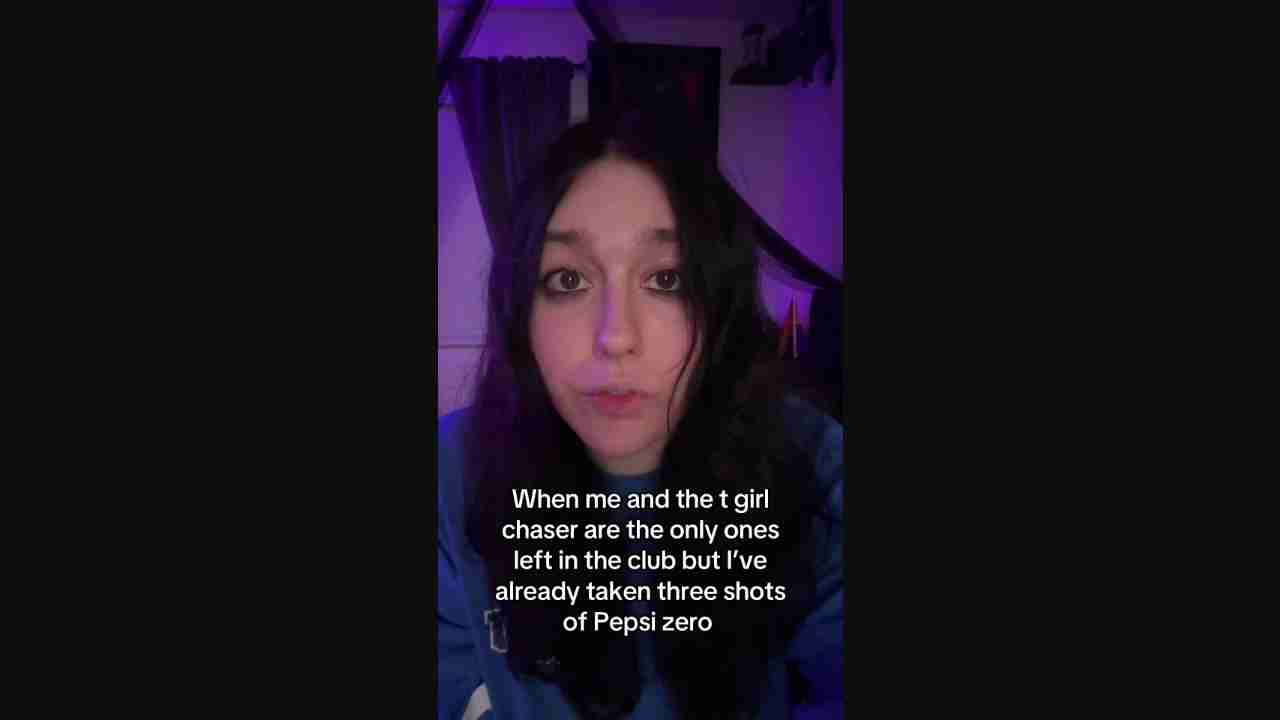 When me and the t girl
chaser are the only ones
left in the club but I’ve
already taken three shots
of Pepsi zero